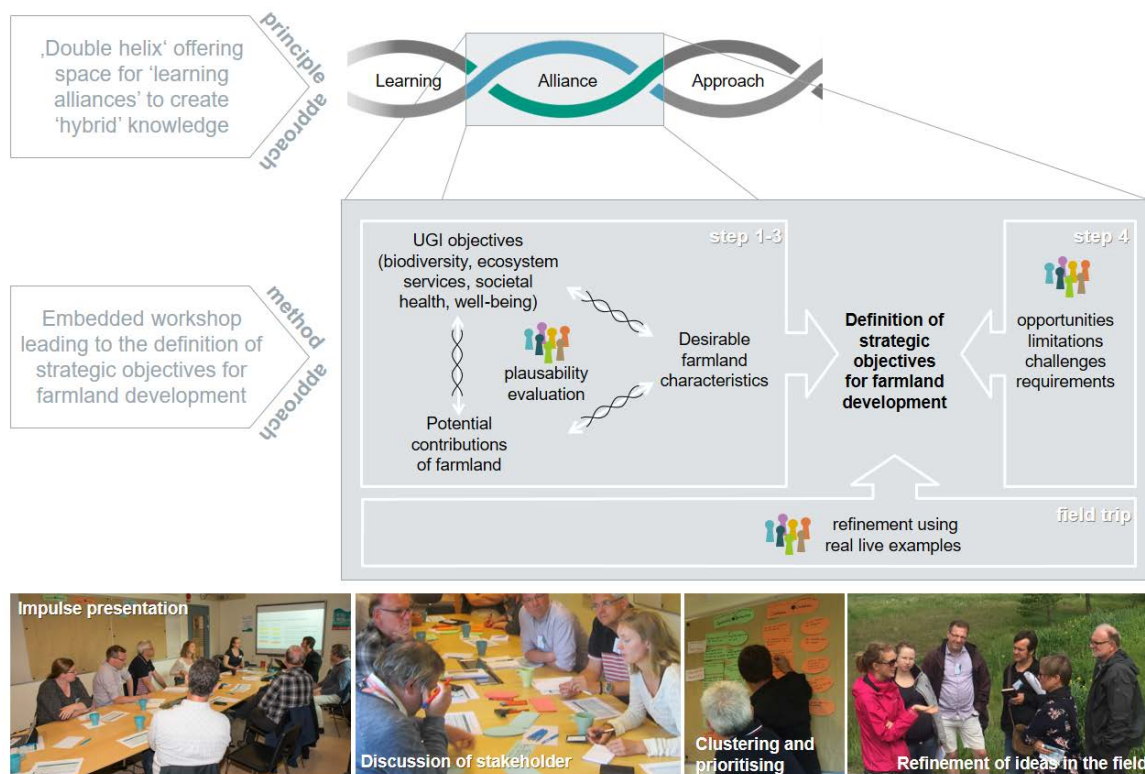 ‚Double helix‘ offering
space for ‘learning
alliances’ to create
‘hybrid’ knowledge
principle
approach
Learning
Alliance
Approach
Embedded workshop
leading to the definition of
strategic objectives for
farmland development
method
approach
step 1-3
UGI objectives
(biodiversity, ecosystem
services, societal
health, well-being)
plausability
evaluation
Desirable
farmland
characteristics
Potential
contributions
of farmland
Definition of
strategic
objectives
for farmland
development
step 4
opportunities
limitations
challenges
requirements
field trip
refinement using
real live examples
Impulse presentation
Discussion of stakeholder
Clustering and
prioritising
Refinement of ideas in the field